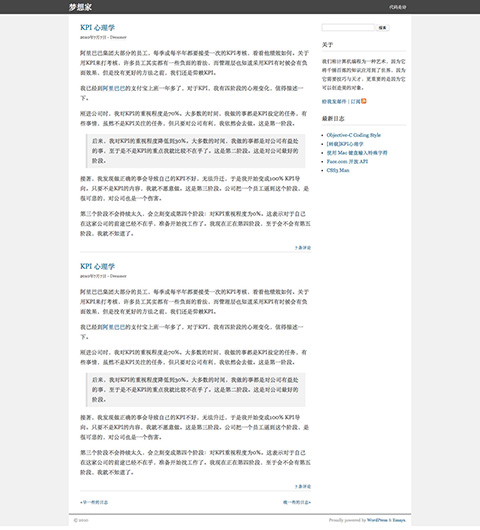 梦想家
代码走诊
KPI 心理学
2010年7月7日 - Dreamer
阿里巴巴集团大部分的员工，每季或每半年都要接受一次的KPI考核，看看他绩效如何。关于
用KPI来打考核，许多员工其实都有一些负面的看法，而管理层也知道采用KPI有时候会有负
面效果，但是没有更好的方法之前，我们还是仰赖KPI。
我已经到阿里巴巴的支付宝上班一年多了，对于KPI，我有四阶段的心理变化，值得描述一
下。
刚进公司时，我对KPI的重视程度是70%。大多数的时间，我做的事都是KPI设定的任务。有
些事情，虽然不是KPI关注的任务，但只要对公司有利，我依然会去做。这是第一阶段。
后来，我对KPI的重视程度降低到30%。大多数的时间，我做的事都是对公司有益处
的事，至于是不是KPI的重点我就比较不在乎了。这是第二阶段。这是对公司最好的
阶段。
接著，我发现做正确的事会导致自己的KPI不好，无法升迁，于是我开始变成100% KPI导
向。只要不是KPI的内容，我就不愿意做。这是第三阶段。公司把一个员工逼到这个阶段，是
很可悲的，对公司也是一个伤害。
第三个阶段不会持续太久，会立刻变成第四个阶段：对KPI重视程度为0%。这表示对于自己
在这家公司的前途已经不在乎，准备开始找工作了。我现在正在第四阶段，至于会不会有第五
阶段，我就不知道了。
7 条评论
KPI 心理学
2010年7月7日 - Dreamer
阿里巴巴集团大部分的员工，每季或每半年都要接受一次的KPI考核，看看他绩效如何。关于
用KPI来打考核，许多员工其实都有一些负面的看法，而管理层也知道采用KPI有时候会有负
面效果，但是没有更好的方法之前，我们还是仰赖KPI。
我已经到阿里巴巴的支付宝上班一年多了，对于KPI，我有四阶段的心理变化，值得描述一
下。
刚进公司时，我对KPI的重视程度是70%。大多数的时间，我做的事都是KPI设定的任务。有
些事情，虽然不是KPI关注的任务，但只要对公司有利，我依然会去做。这是第一阶段。
后来，我对KPI的重视程度降低到30%。大多数的时间，我做的事都是对公司有益处
的事，至于是不是KPI的重点我就比较不在乎了。这是第二阶段。这是对公司最好的
阶段。
接著，我发现做正确的事会导致自己的KPI不好，无法升迁，于是我开始变成100% KPI导
向。只要不是KPI的内容，我就不愿意做。这是第三阶段。公司把一个员工逼到这个阶段，是
很可悲的，对公司也是一个伤害。
第三个阶段不会持续太久，会立刻变成第四个阶段：对KPI重视程度为0%。这表示对于自己
在这家公司的前途已经不在乎，准备开始找工作了。我现在正在第四阶段，至于会不会有第五
阶段，我就不知道了。
7 条评论
«早一些的日志
晚一些的日志»
搜索
关于
我们将计算机编程为一种艺术，因为它
将千锤百炼的知识应用到了世界，因为
它需要技巧与天才，更重要的是因为它
可以创造美的对象。
给我发邮件 | 订阅
最新日志
Objective-C Coding Style
[转载]KPI心理学
使用 Mac 键盘输入特殊字符
Face.com 开放 API
CSS3 Man
© 2010
Proudly powered by WordPress & Essays.